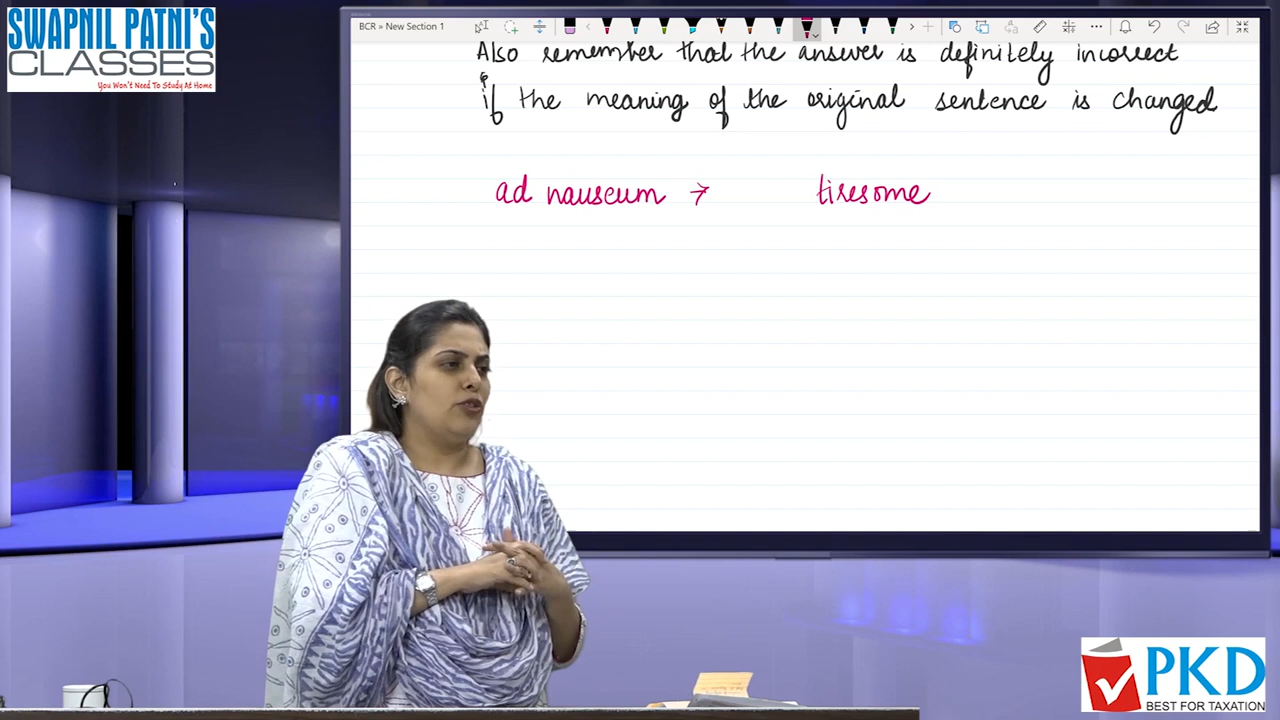 SWAPNIL PATNI'S
CLASSES
You Won't Need To Study At Home
BCR » New Section 1
Also remember that the answer is definitely incorrect
if the meaning of the original sentence is changed.
ad nauseum → tiresome
PKD
BEST FOR TAXATION